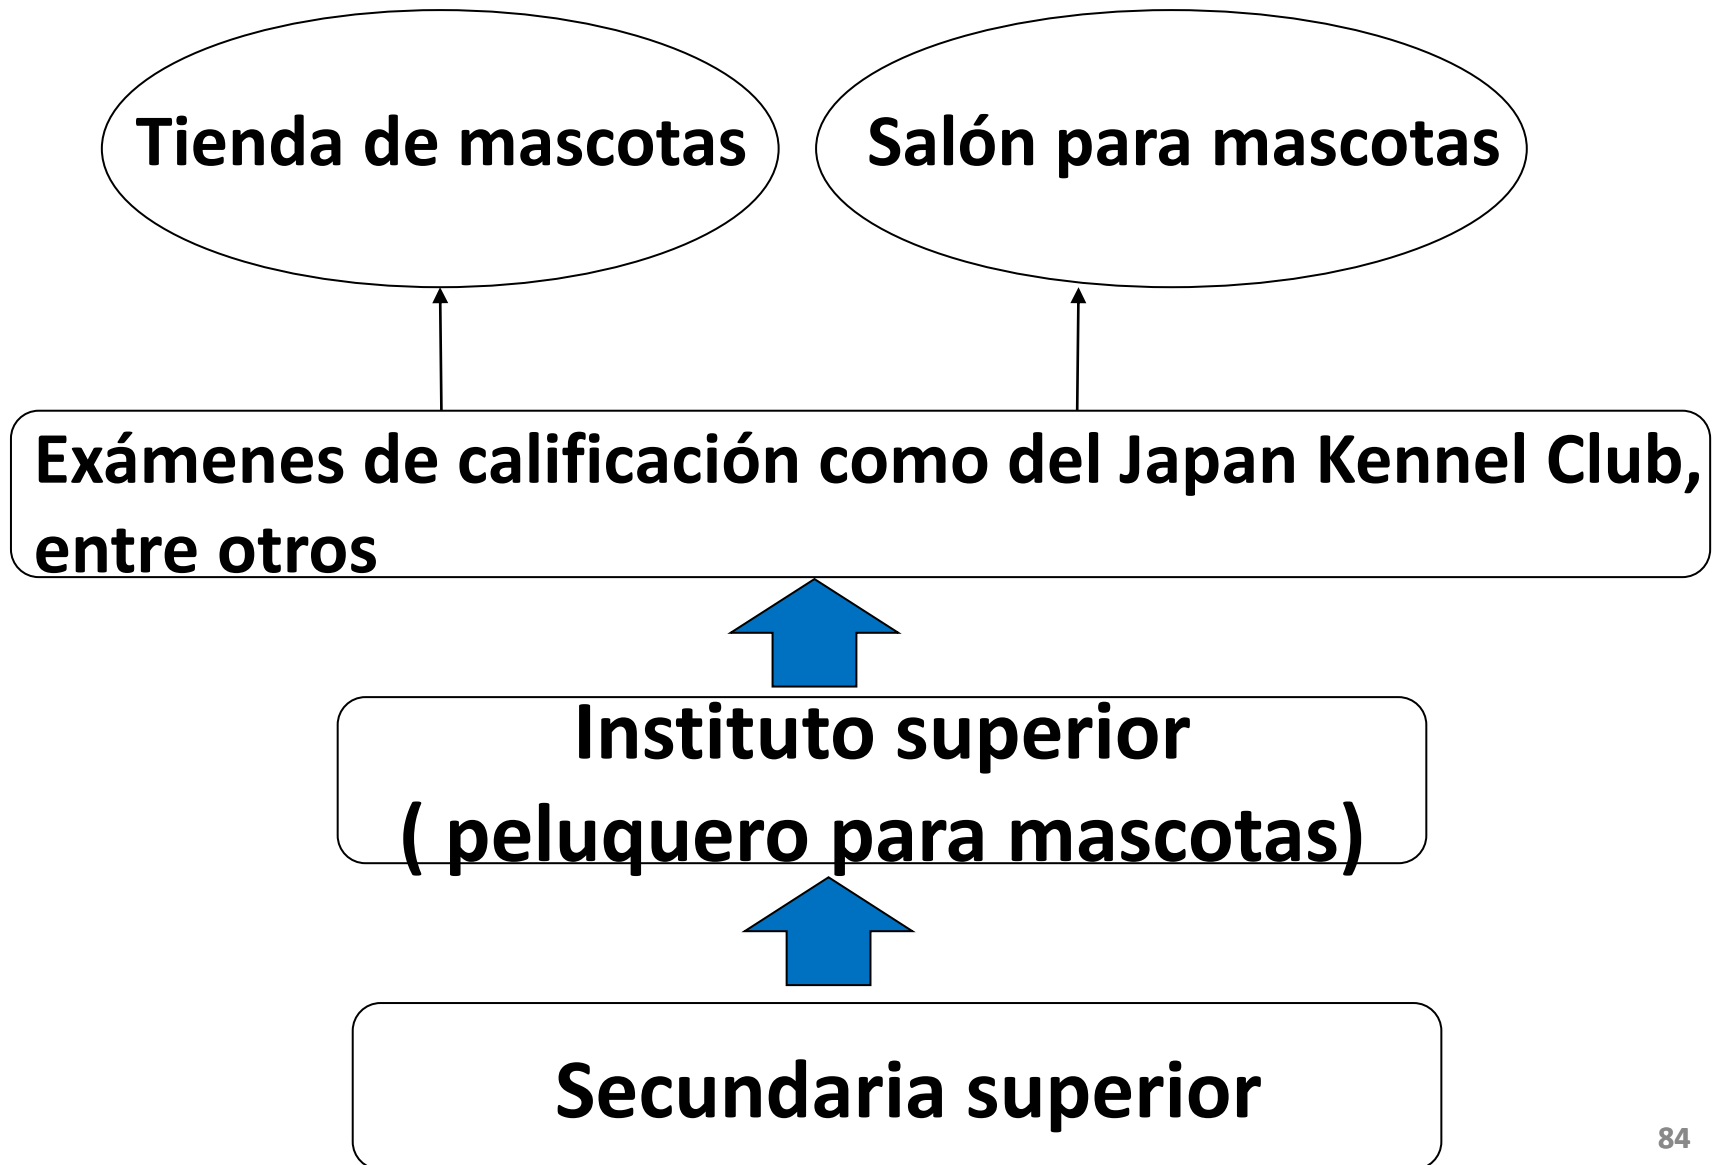 Tienda de mascotas
Salón para mascotas
Exámenes de calificación como del Japan Kennel Club,
entre otros
Instituto superior
( peluquero para mascotas)
Secundaria superior
84